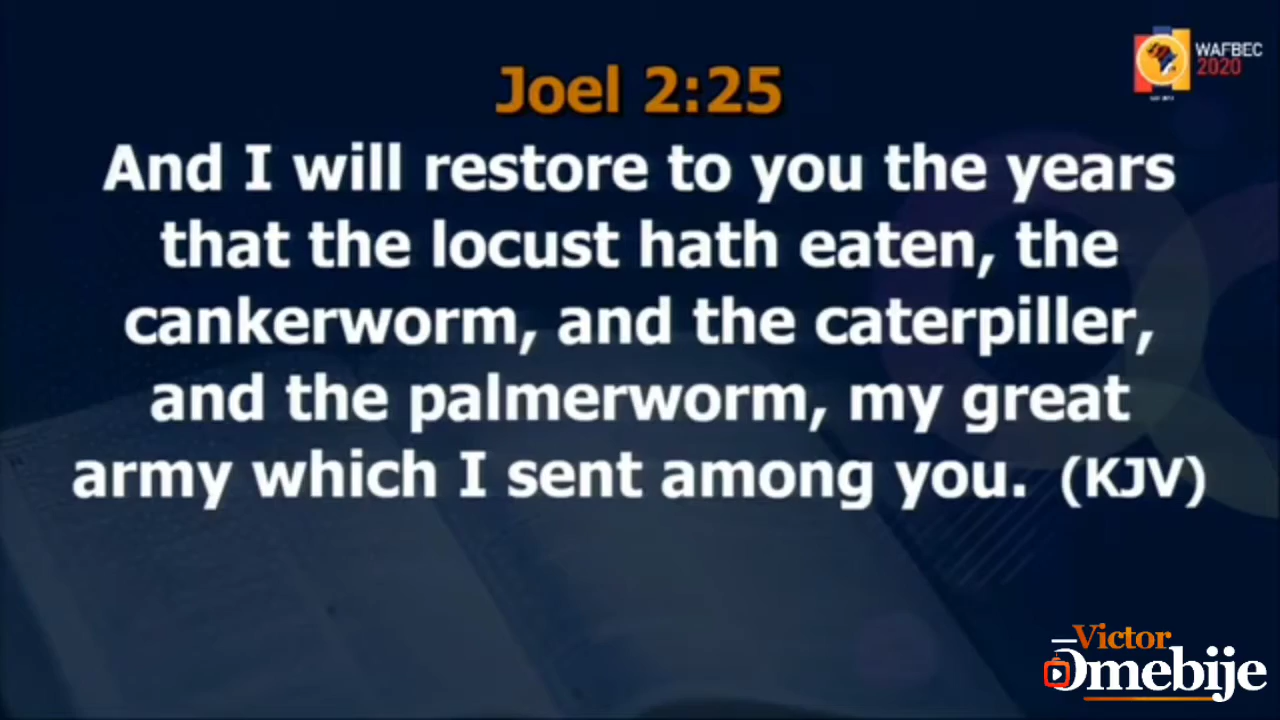 WAFBEC
2020
Joel 2:25
And I will restore to you the years
that the locust hath eaten, the
cankerworm, and the caterpiller,
and the palmerworm, my great
army which I sent among you. (KJV)
Victor
Omebije